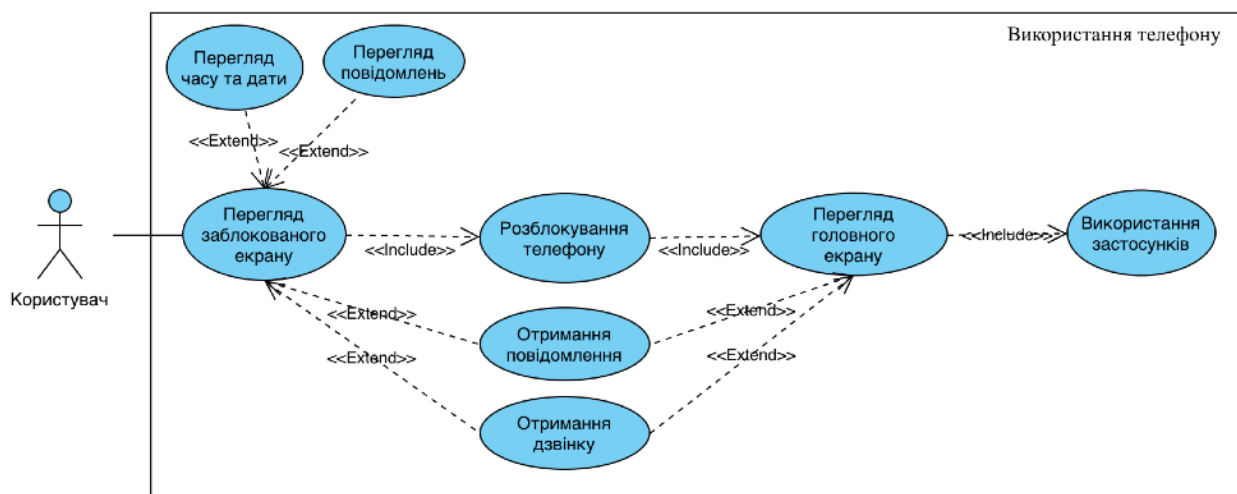 Використання телефону
Перегляд
часу та дати
Перегляд
повідомлень
<<Extend>>
<<Extend>>
Користувач
Перегляд
заблокованого
екрану
<<Include>>
Розблокування
телефону
<<Include>>
Перегляд
головного
екрану
<<Include>>
Використання
застосунків
<<Extend>>
Отримання
повідомлення
<<Extend>>
<<Extend>>
Отримання
дзвінку
<<Extend>>